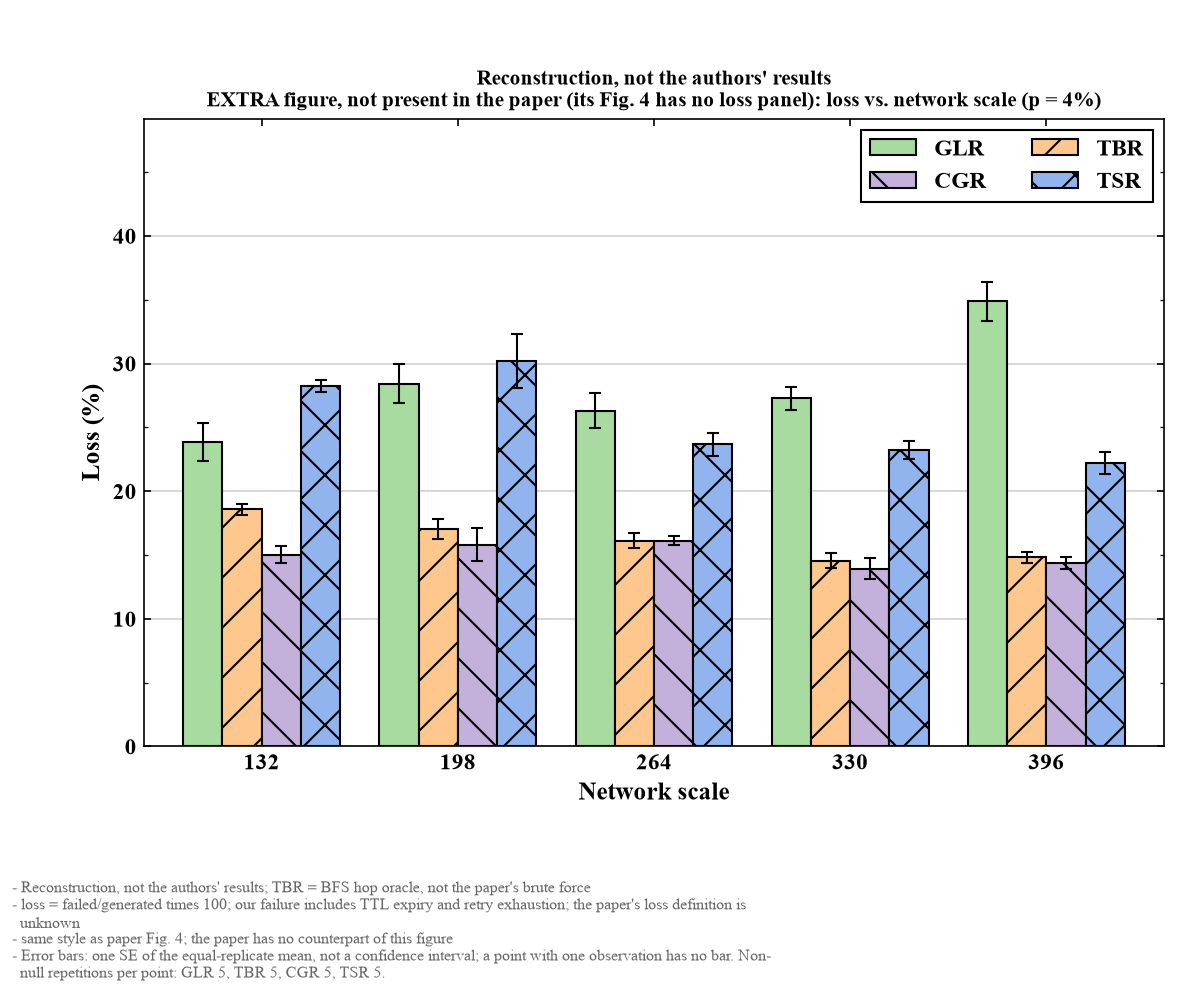 Reconstruction, not the authors' results
EXTRA figure, not present in the paper (its Fig. 4 has no loss panel): loss vs. network scale (p = 4%)
GLR
TBR
CGR
TSR
40
30
20
10
0
Loss (%)
132
198
264
330
396
Network scale
- Reconstruction, not the authors' results; TBR = BFS hop oracle, not the paper's brute force
- loss = failed/generated times 100; our failure includes TTL expiry and retry exhaustion; the paper's loss definition is
unknown
- same style as paper Fig. 4; the paper has no counterpart of this figure
- Error bars: one SE of the equal-replicate mean, not a confidence interval; a point with one observation has no bar. Non-
null repetitions per point: GLR 5, TBR 5, CGR 5, TSR 5.